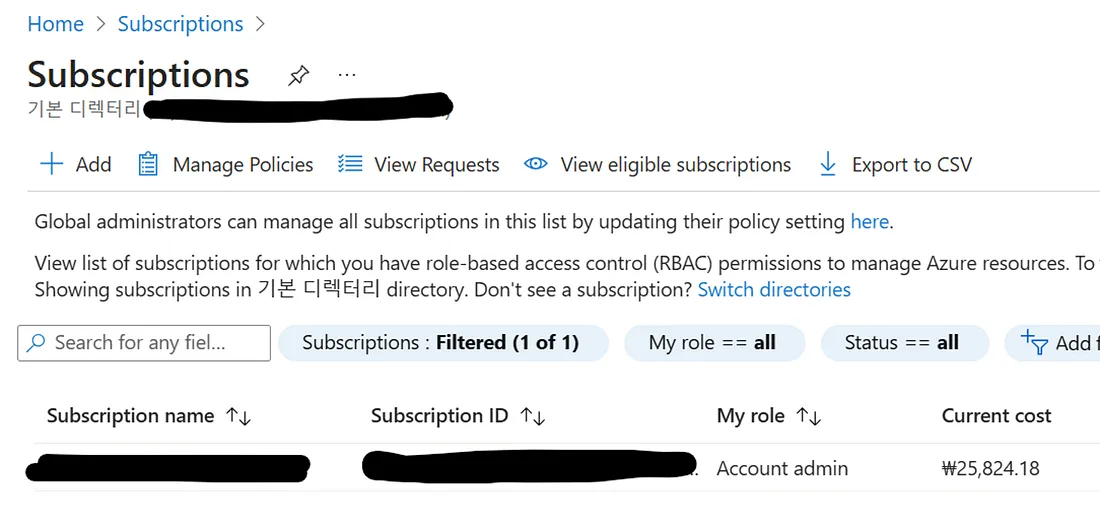 Home > Subscriptions >
Subscriptions ...
기본 디렉터리
Add Manage Policies View Requests View eligible subscriptions Export to CSV
Global administrators can manage all subscriptions in this list by updating their policy setting here.
View list of subscriptions for which you have role-based access control (RBAC) permissions to manage Azure resources. To
Showing subscriptions in 기본 디렉터리 directory. Don't see a subscription? Switch directories
Search for any fiel... Subscriptions : Filtered (1 of 1) My role == all Status == all Add
Subscription name ↑↓ Subscription ID ↑↓ My role ↑↓ Current cost
Account admin ₩25,824.18